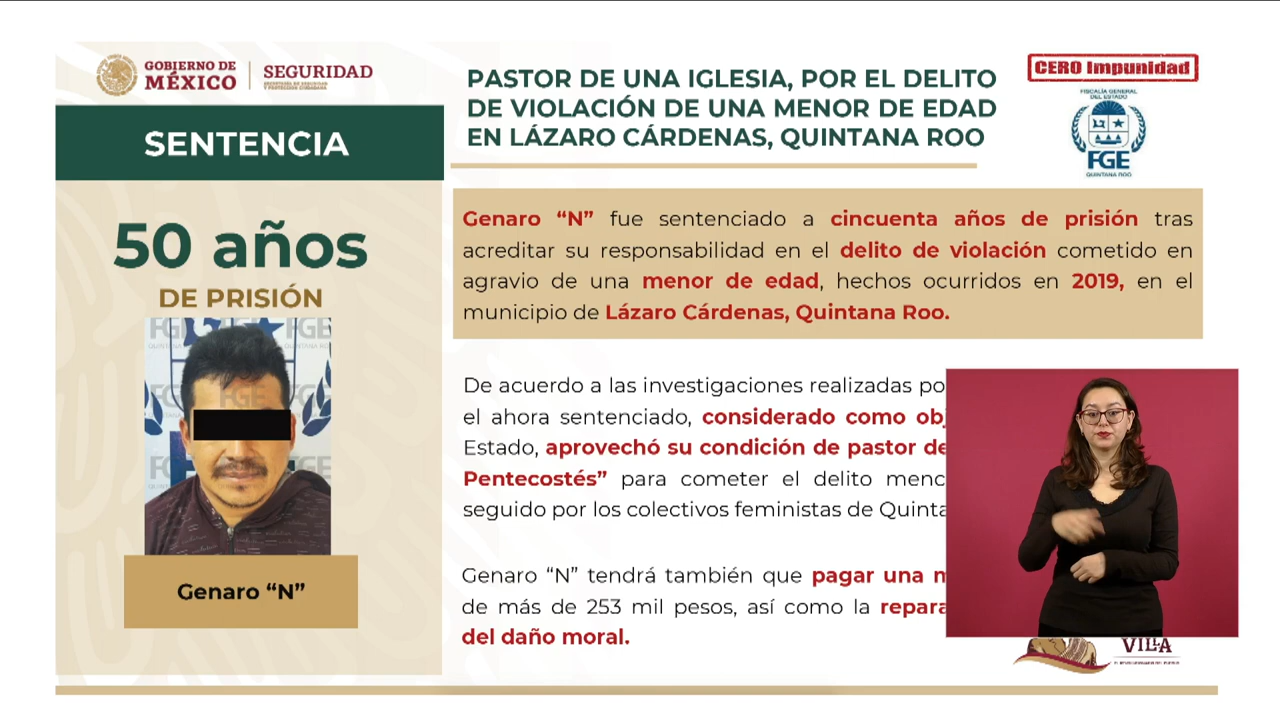 GOBIERNO DE
MÉXICO
SEGURIDAD
SENTENCIA
50 años
DE PRISIÓN
Genaro “N”
PASTOR DE UNA IGLESIA, POR EL DELITO
DE VIOLACIÓN DE UNA MENOR DE EDAD
EN LÁZARO CÁRDENAS, QUINTANA ROO
CERO Impunidad
FISCALÍA GENERAL
DEL ESTADO
FGE
QUINTANA ROO
Genaro “N” fue sentenciado a cincuenta años de prisión tras
acreditar su responsabilidad en el delito de violación cometido en
agravio de una menor de edad, hechos ocurridos en 2019, en el
municipio de Lázaro Cárdenas, Quintana Roo.
De acuerdo a las investigaciones realizadas po
el ahora sentenciado, considerado como obj
Estado, aprovechó su condición de pastor de
Pentecostés” para cometer el delito menc
seguido por los colectivos feministas de Quinta
Genaro “N” tendrá también que pagar una m
de más de 253 mil pesos, así como la repara
del daño moral.
VILLA